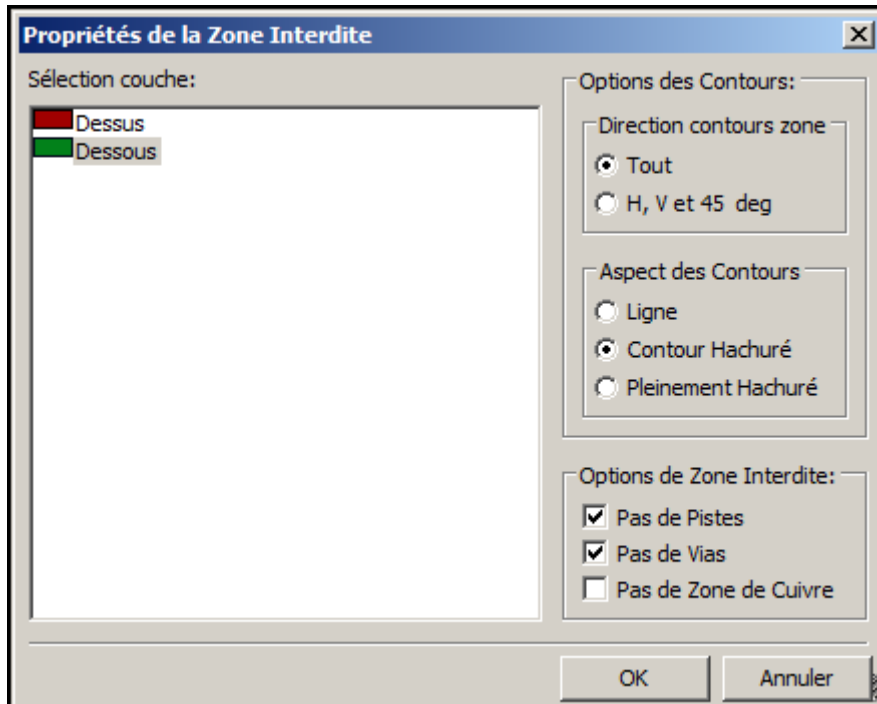 Propriétés de la Zone Interdite
Sélection couche:
Dessus
Dessous
Options des Contours:
Direction contours zone
Tout
H, V et 45 deg
Aspect des Contours
Ligne
Contour Hachuré
Pleinement Hachuré
Options de Zone Interdite:
Pas de Pistes
Pas de Vias
Pas de Zone de Cuivre
OK
Annuler